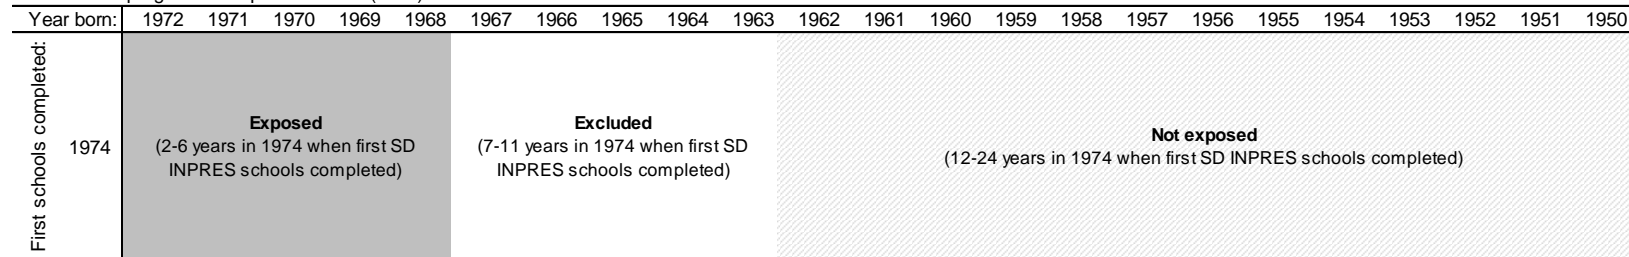 Year born: 1972 1971 1970 1969 1968 1967 1966 1965 1964 1963 1962 1961 1960 1959 1958 1957 1956 1955 1954 1953 1952 1951 1950
First schools completed:
1974
Exposed
(2-6 years in 1974 when first SD
INPRES schools completed)
Excluded
(7-11 years in 1974 when first SD
INPRES schools completed)
Not exposed
(12-24 years in 1974 when first SD INPRES schools completed)